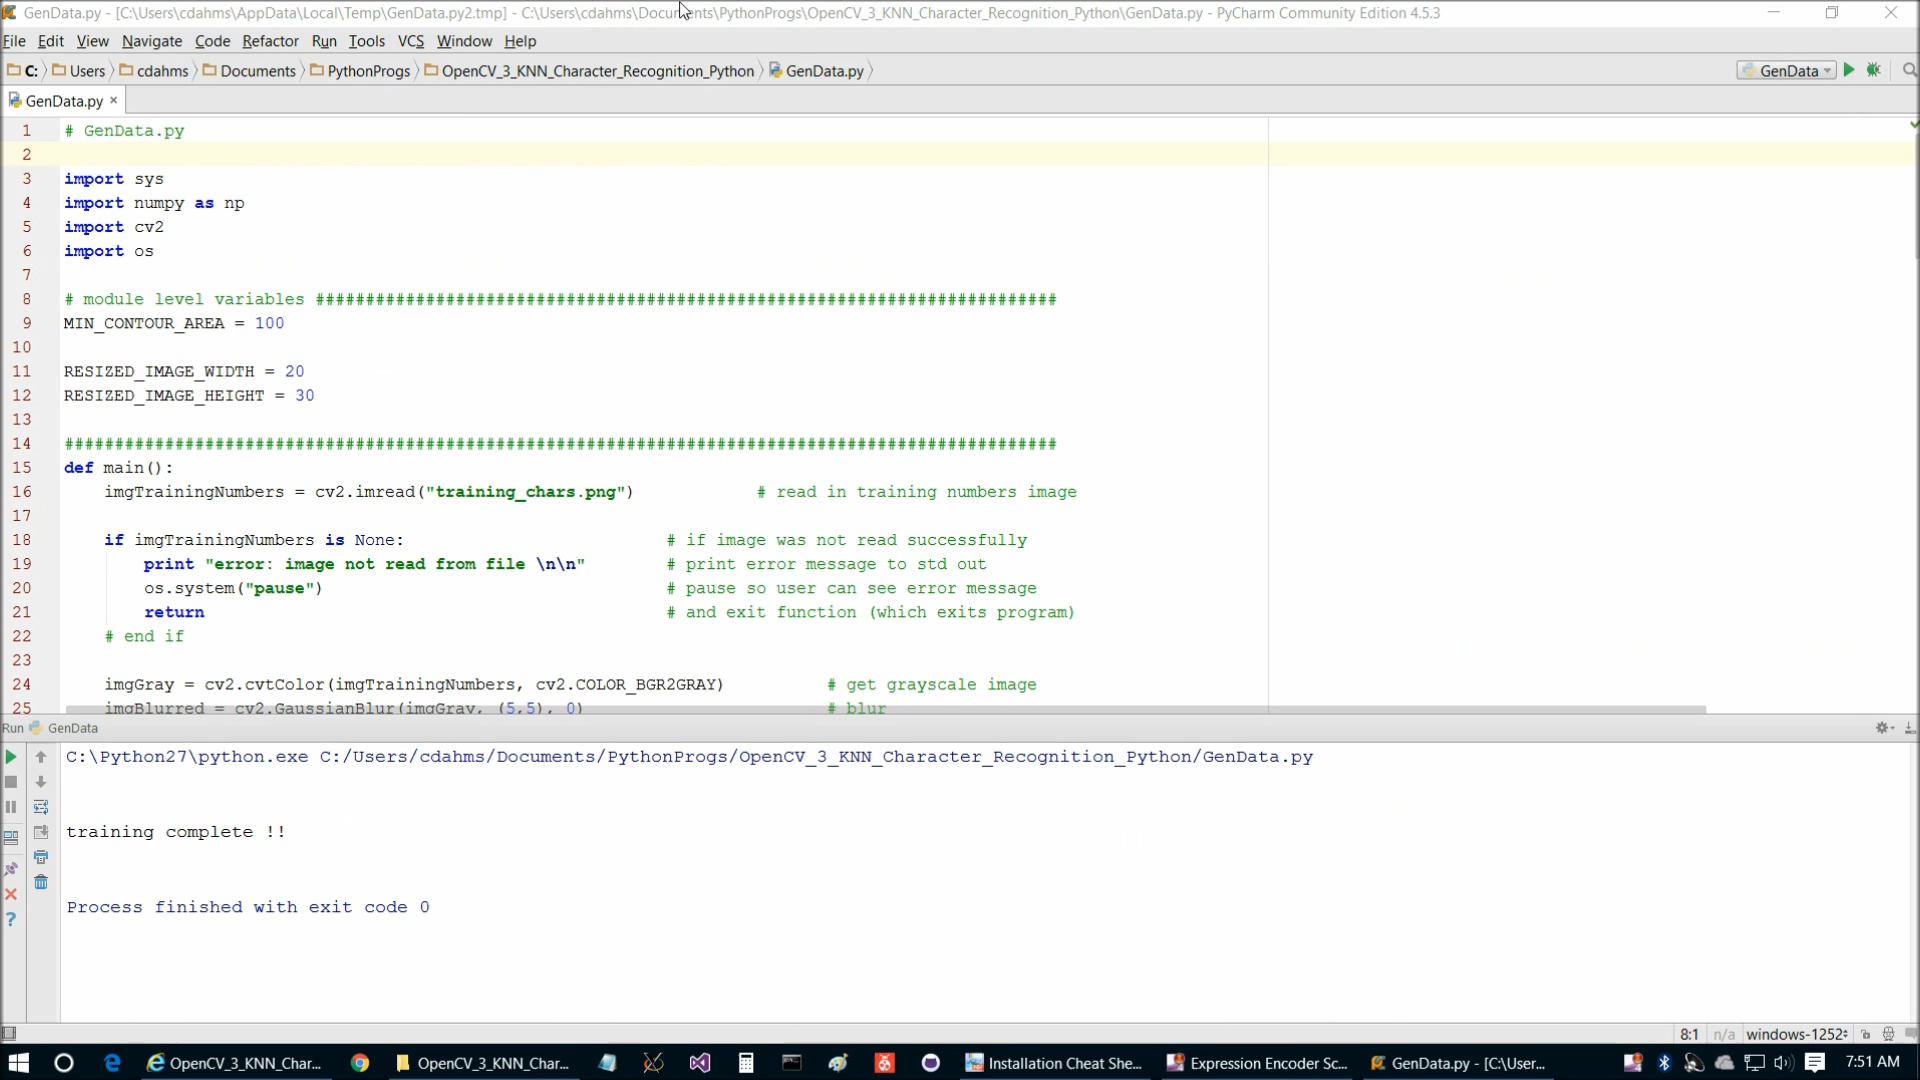 GenData.py - [C:\Users\cdahms\AppData\Local\Temp\GenData.py2.tmp] - C:\Users\cdahms\Documents\PythonProgs\OpenCV_3_KNN_Character_Recognition_Python\GenData.py - PyCharm Community Edition 4.5.3
File Edit View Navigate Code Refactor Run Tools VCS Window Help
C: Users cdahms Documents PythonProgs OpenCV_3_KNN_Character_Recognition_Python GenData.py GenData
GenData.py ×
1 # GenData.py
2
3 import sys
4 import numpy as np
5 import cv2
6 import os
7
8 # module level variables ##########################################################################
9 MIN_CONTOUR_AREA = 100
10
11 RESIZED_IMAGE_WIDTH = 20
12 RESIZED_IMAGE_HEIGHT = 30
13
14 ###################################################################################################
15 def main():
16 imgTrainingNumbers = cv2.imread("training_chars.png") # read in training numbers image
17
18 if imgTrainingNumbers is None: # if image was not read successfully
19 print "error: image not read from file \n\n" # print error message to std out
20 os.system("pause") # pause so user can see error message
21 return # and exit function (which exits program)
22 # end if
23
24 imgGray = cv2.cvtColor(imgTrainingNumbers, cv2.COLOR_BGR2GRAY) # get grayscale image
25 imgBlurred = cv2.GaussianBlur(imgGray, (5,5), 0) # blur
Run GenData
C:\Python27\python.exe C:/Users/cdahms/Documents/PythonProgs/OpenCV_3_KNN_Character_Recognition_Python/GenData.py
training complete !!
Process finished with exit code 0
8:1 n/a windows-1252
OpenCV_3_KNN_Char... OpenCV_3_KNN_Char... Installation Cheat She... Expression Encoder Sc... GenData.py - [C:\User... 7:51 AM